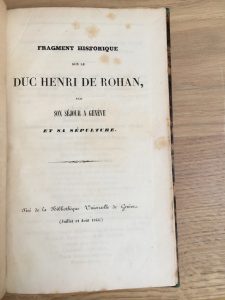 FRAGMENT HISTORIQUE
SUR LE
DUC HENRI DE ROHAN,
SUR
SON SÉJOUR A GENÈVE
ET SA SÉPULTURE.
Tiré de la Bibliothèque Universelle de Genève.
(Juillet et Août